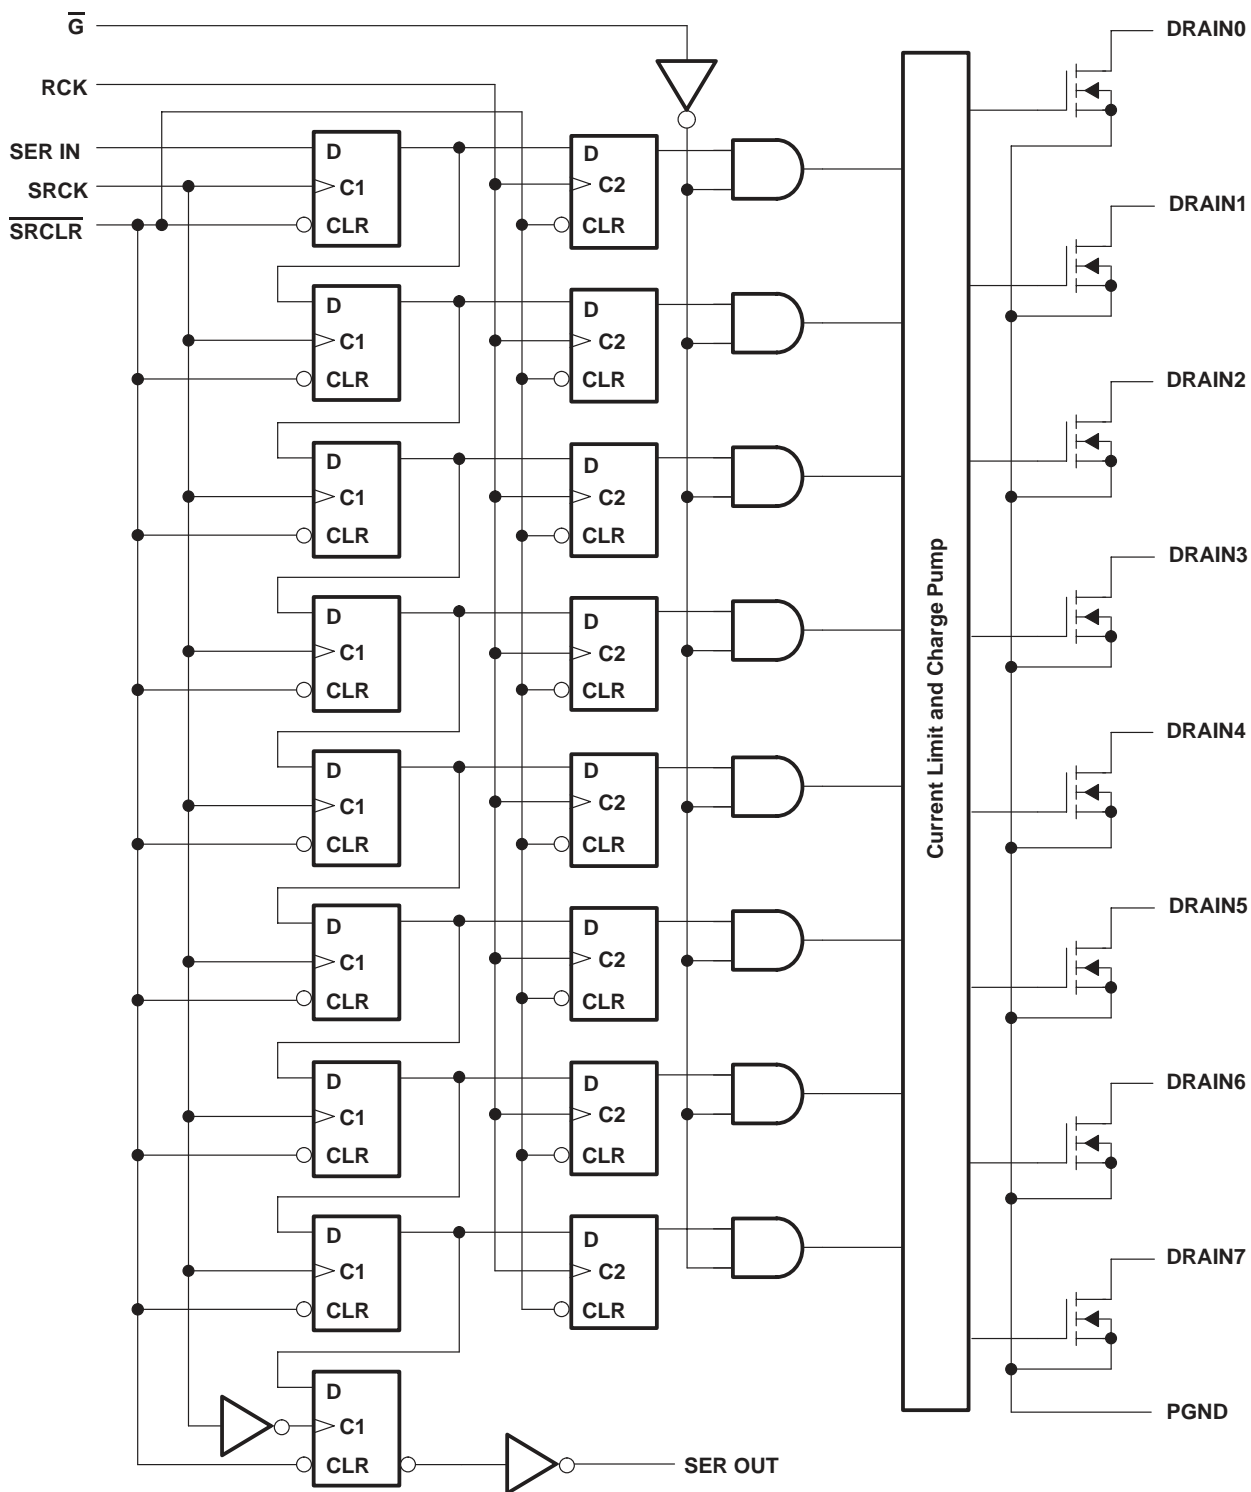 G
RCK
SER IN
SRCK
SRCLR
D
C1
CLR
D
C2
CLR
D
C1
CLR
D
C2
CLR
D
C1
CLR
D
C2
CLR
D
C1
CLR
D
C2
CLR
D
C1
CLR
D
C2
CLR
D
C1
CLR
D
C2
CLR
D
C1
CLR
D
C2
CLR
D
C1
CLR
D
C2
CLR
D
C1
CLR
SER OUT
Current Limit and Charge Pump
DRAIN0
DRAIN1
DRAIN2
DRAIN3
DRAIN4
DRAIN5
DRAIN6
DRAIN7
PGND